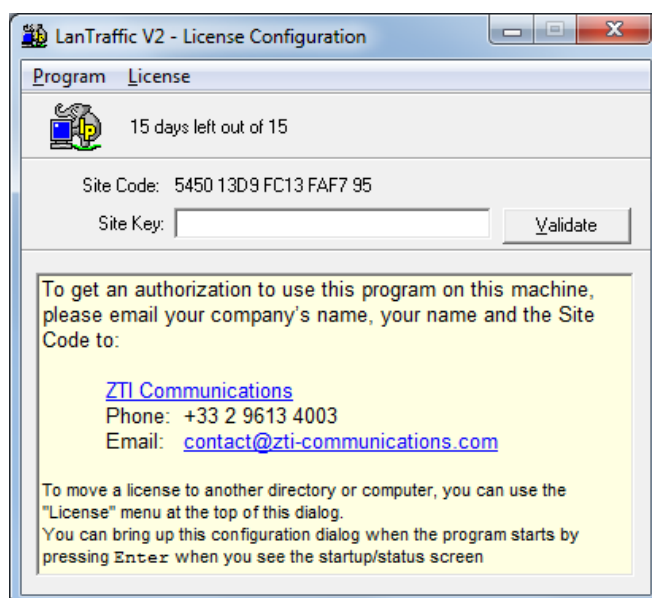 LanTraffic V2 - License Configuration
Program License
15 days left out of 15
Site Code: 5450 13D9 FC13 FAF7 95
Site Key:
Validate
To get an authorization to use this program on this machine,
please email your company's name, your name and the Site
Code to:
ZTI Communications
Phone: +33 2 9613 4003
Email: contact@zti-communications.com
To move a license to another directory or computer, you can use the
"License" menu at the top of this dialog.
You can bring up this configuration dialog when the program starts by
pressing Enter when you see the startup/status screen